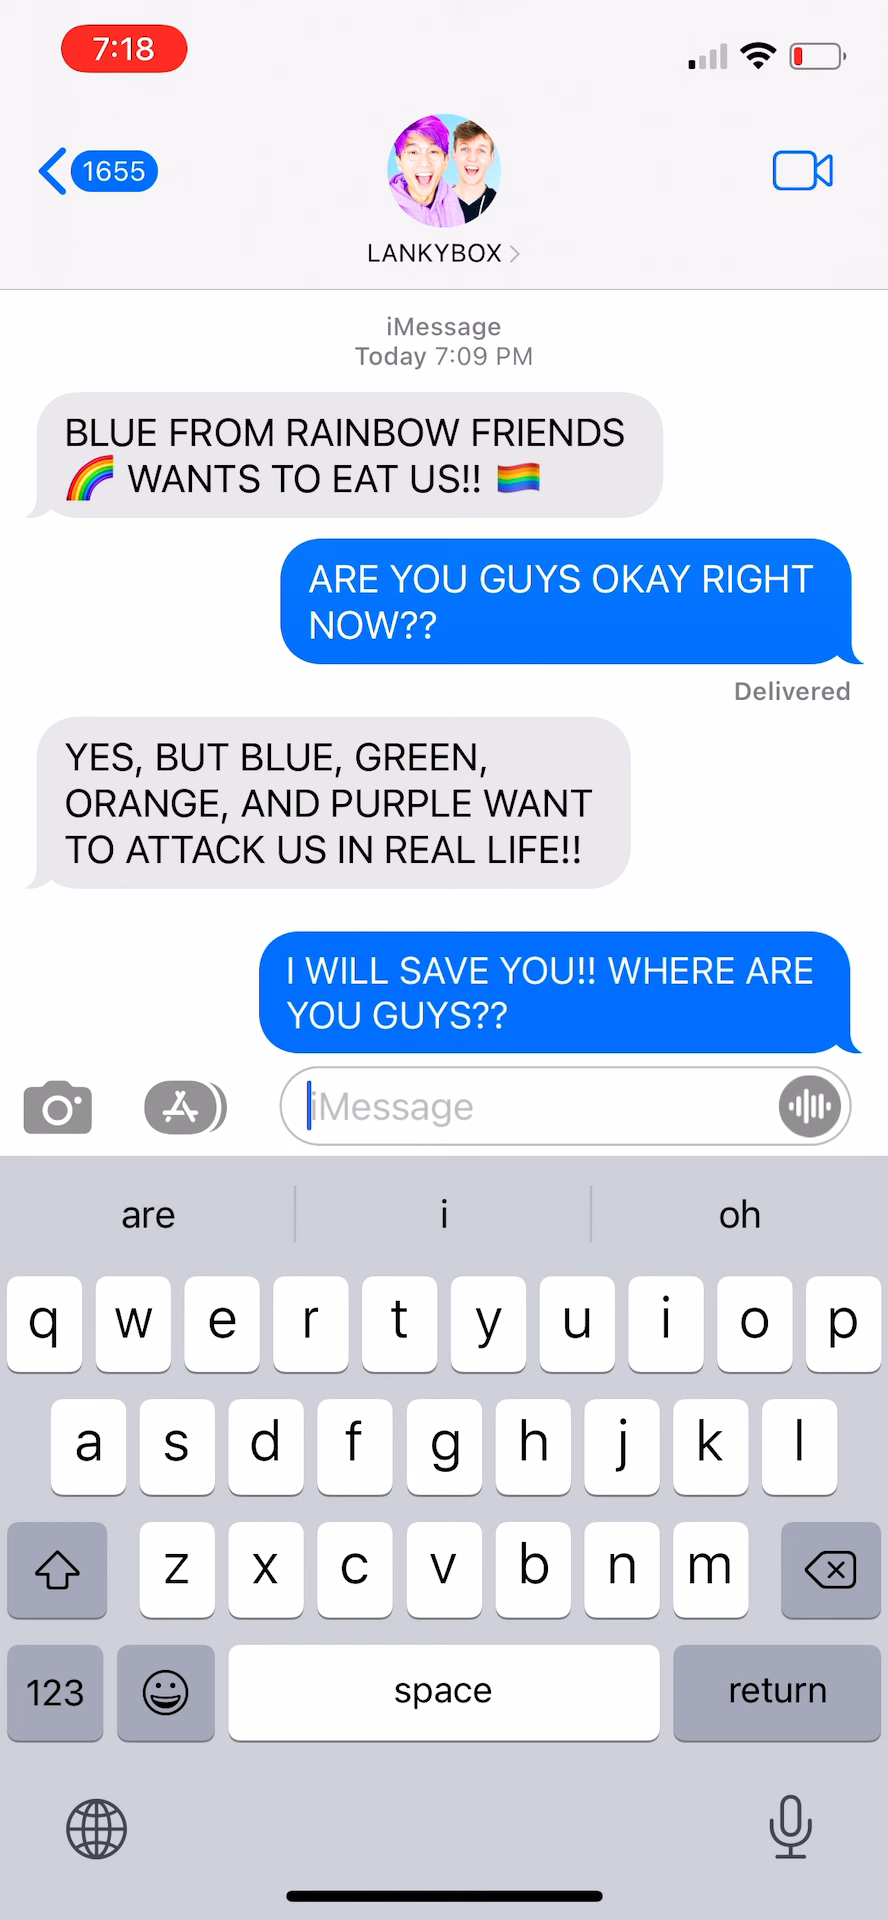 7:18
1655
LANKYBOX
iMessage
Today 7:09 PM
BLUE FROM RAINBOW FRIENDS
🌈 WANTS TO EAT US!! 🏳️‍🌈
ARE YOU GUYS OKAY RIGHT
NOW??
Delivered
YES, BUT BLUE, GREEN,
ORANGE, AND PURPLE WANT
TO ATTACK US IN REAL LIFE!!
I WILL SAVE YOU!! WHERE ARE
YOU GUYS??
iMessage
are i oh
q w e r t y u i o p
a s d f g h j k l
z x c v b n m
123 space return